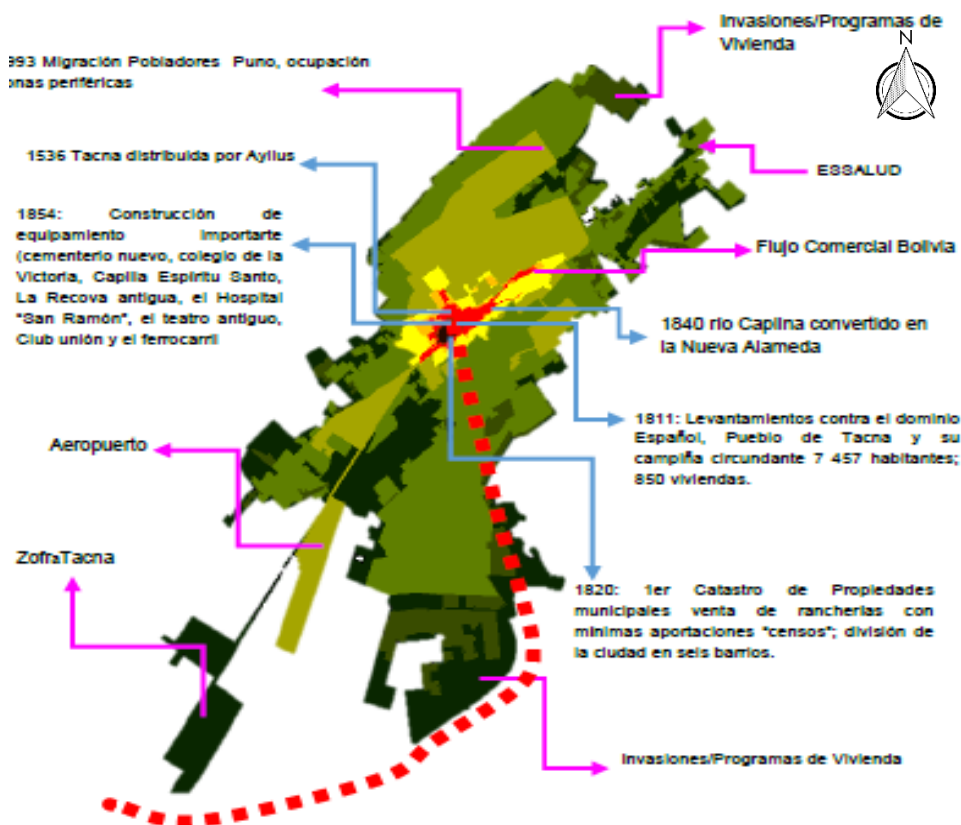 Invasiones/Programas de
Vivienda
N
993 Migración Pobladores Puno, ocupación
onas periféricas
1536 Tacna distribuida por Ayllus
ESSALUD
1854: Construcción de
equipamiento importante
(cementerio nuevo, colegio de la
Victoria, Capilla Espíritu Santo,
La Recova antigua, el Hospital
"San Ramón", el teatro antiguo,
Club unión y el ferrocarril
Flujo Comercial Bolivia
1840 río Caplina convertido en
la Nueva Alameda
1811: Levantamientos contra el dominio
Español, Pueblo de Tacna y su
campiña circundante 7 457 habitantes;
850 viviendas.
Aeropuerto
ZofraTacna
1820: 1er Catastro de Propiedades
municipales venta de rancherías con
mínimas aportaciones "censos"; división de
la ciudad en seis barrios.
Invasiones/Programas de Vivienda